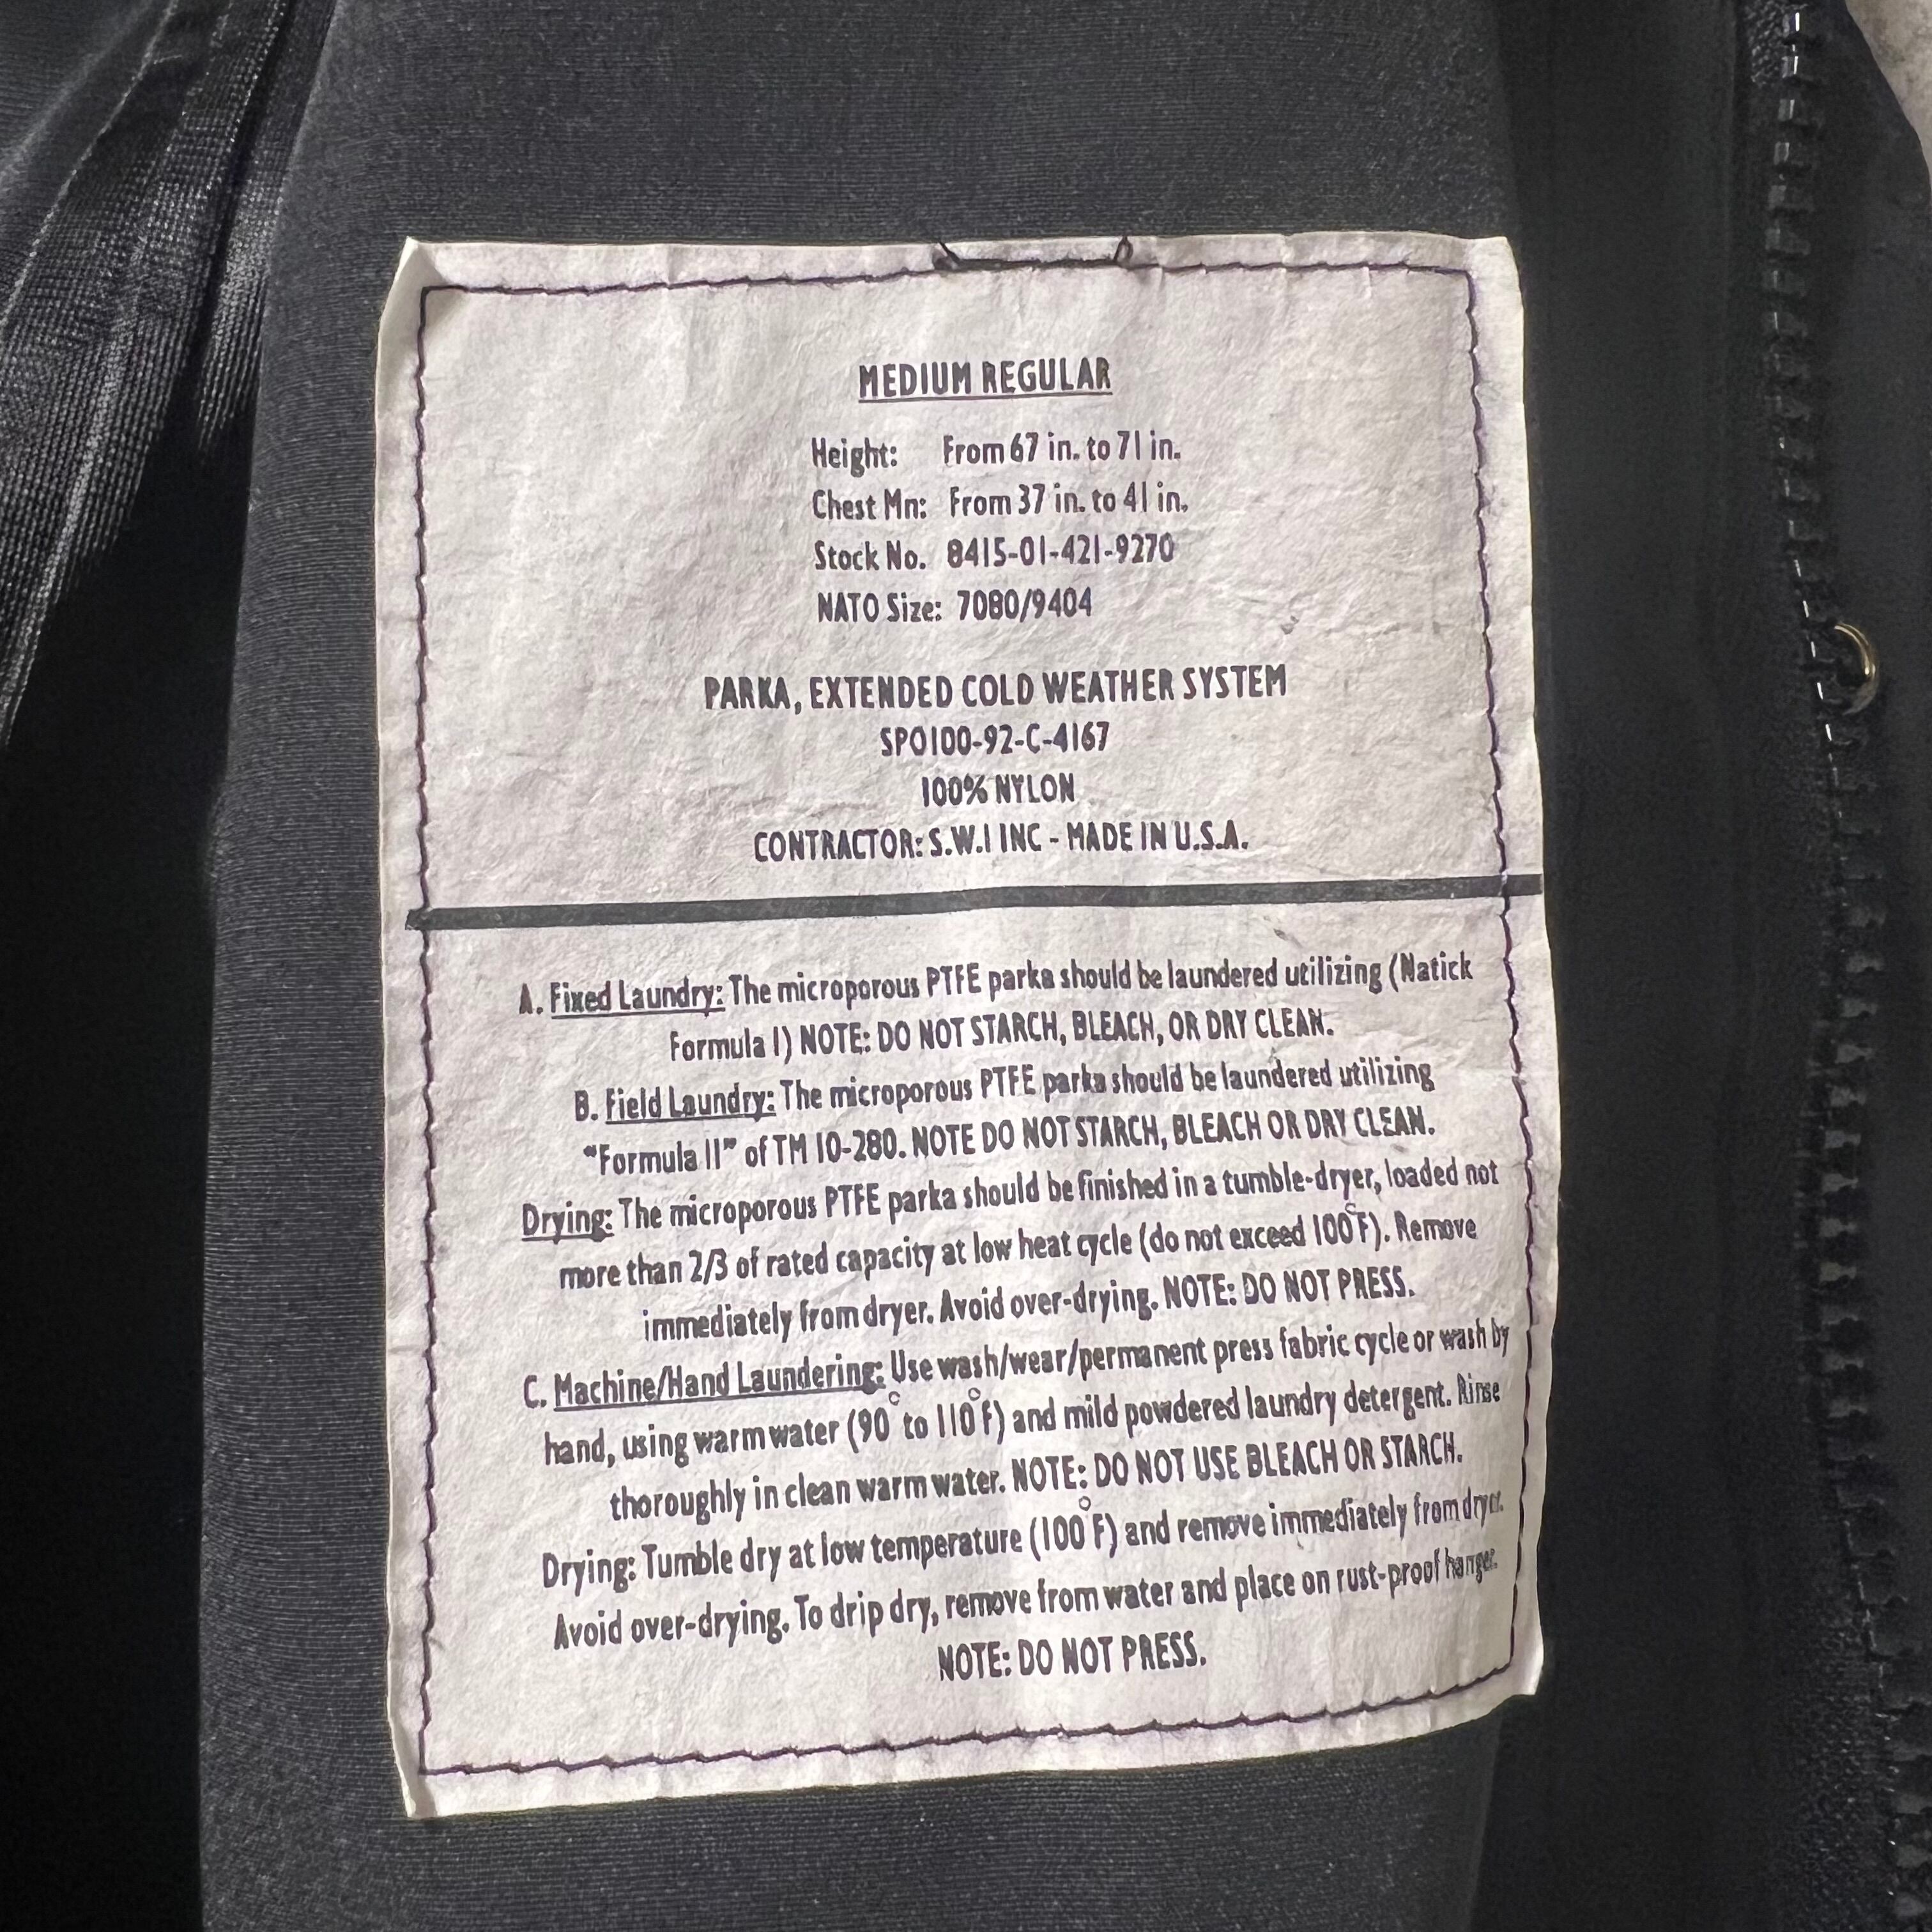 MEDIUM REGULAR
Height: From 67 in. to 71 in.
Chest Mn: From 37 in. to 41 in.
Stock No. 8415-01-421-9270
NATO Size: 7080/9404
PARKA, EXTENDED COLD WEATHER SYSTEM
SPO100-92-C-4167
100% NYLON
CONTRACTOR: S.W.I INC - MADE IN U.S.A.
A. Fixed Laundry: The microporous PTFE parka should be laundered utilizing (Natick
Formula I) NOTE: DO NOT STARCH, BLEACH, OR DRY CLEAN.
B. Field Laundry: The microporous PTFE parka should be laundered utilizing
"Formula II" of TM 10-280. NOTE DO NOT STARCH, BLEACH OR DRY CLEAN.
Drying: The microporous PTFE parka should be finished in a tumble-dryer, loaded not
more than 2/3 of rated capacity at low heat cycle (do not exceed 100°F). Remove
immediately from dryer. Avoid over-drying. NOTE: DO NOT PRESS.
C. Machine/Hand Laundering: Use wash/wear/permanent press fabric cycle or wash by
hand, using warm water (90° to 110°F) and mild powdered laundry detergent. Rinse
thoroughly in clean warm water. NOTE: DO NOT USE BLEACH OR STARCH.
Drying: Tumble dry at low temperature (100°F) and remove immediately from dryer.
Avoid over-drying. To drip dry, remove from water and place on rust-proof hanger.
NOTE: DO NOT PRESS.